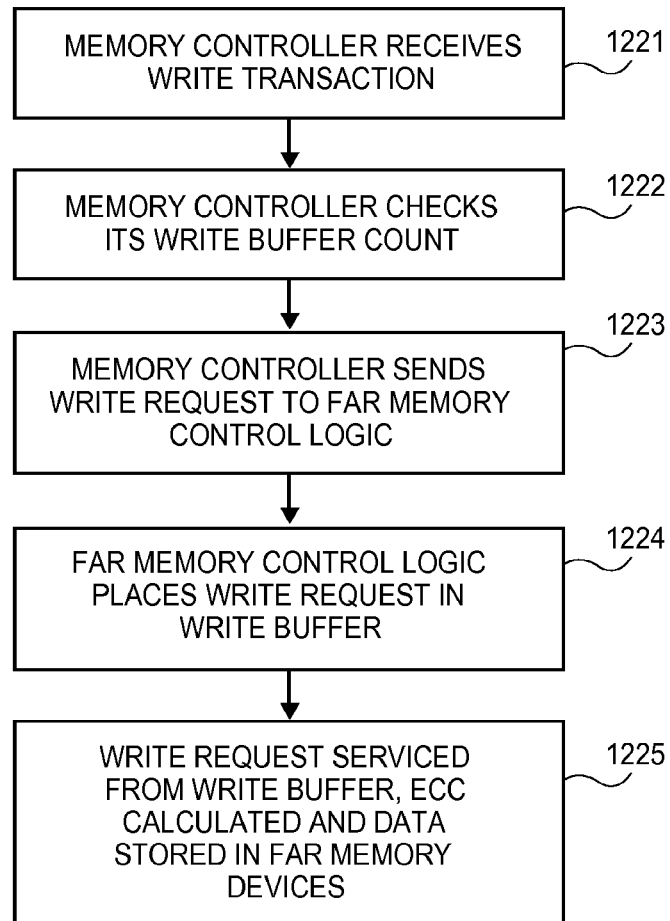 MEMORY CONTROLLER RECEIVES
WRITE TRANSACTION
1221
MEMORY CONTROLLER CHECKS
ITS WRITE BUFFER COUNT
1222
MEMORY CONTROLLER SENDS
WRITE REQUEST TO FAR MEMORY
CONTROL LOGIC
1223
FAR MEMORY CONTROL LOGIC
PLACES WRITE REQUEST IN
WRITE BUFFER
1224
WRITE REQUEST SERVICED
FROM WRITE BUFFER, ECC
CALCULATED AND DATA
STORED IN FAR MEMORY
DEVICES
1225